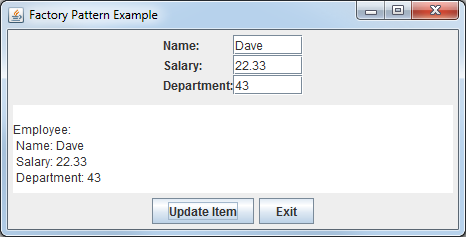 Factory Pattern Example
Name: Dave
Salary: 22.33
Department: 43
Employee:
Name: Dave
Salary: 22.33
Department: 43
Update Item Exit